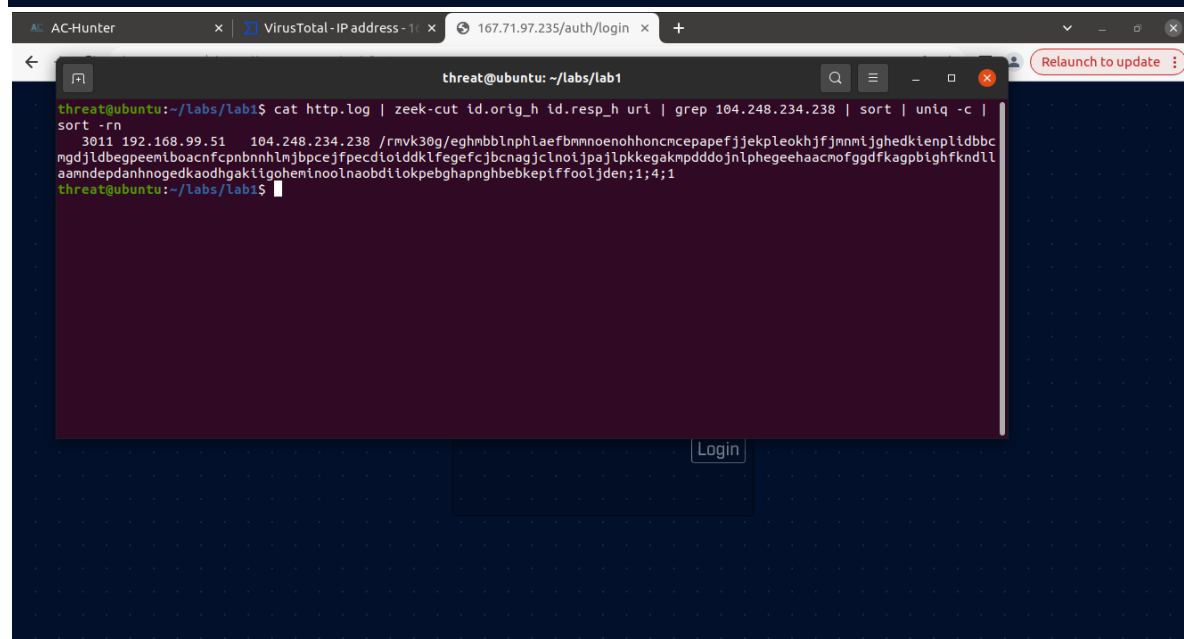 AC AC-Hunter × VirusTotal - IP address - 1 × 167.71.97.235/auth/login × +
Relaunch to update
threat@ubuntu: ~/labs/lab1
threat@ubuntu:~/labs/lab1$ cat http.log | zeek-cut id.orig_h id.resp_h uri | grep 104.248.234.238 | sort | uniq -c |
sort -rn
3011 192.168.99.51 104.248.234.238 /rmvk30g/eghmbblnphlaefbmmnoenohhoncmcepapefjjekpleokhjfjmnmijghedkienplidbbc
mgdjldbegpeemiboacnfcpnbnnhlmjbpcejfpecdioiddklfegefcjbcnagjclnoijpajlpkkegakmpdddojnlphegeehaacmofggdfkagpbighfkndll
aamndepdanhnogedkaodhgakiigoheminoolnaobdiiokpebghapnghbebkepiffooljden;1;4;1
threat@ubuntu:~/labs/lab1$
Login